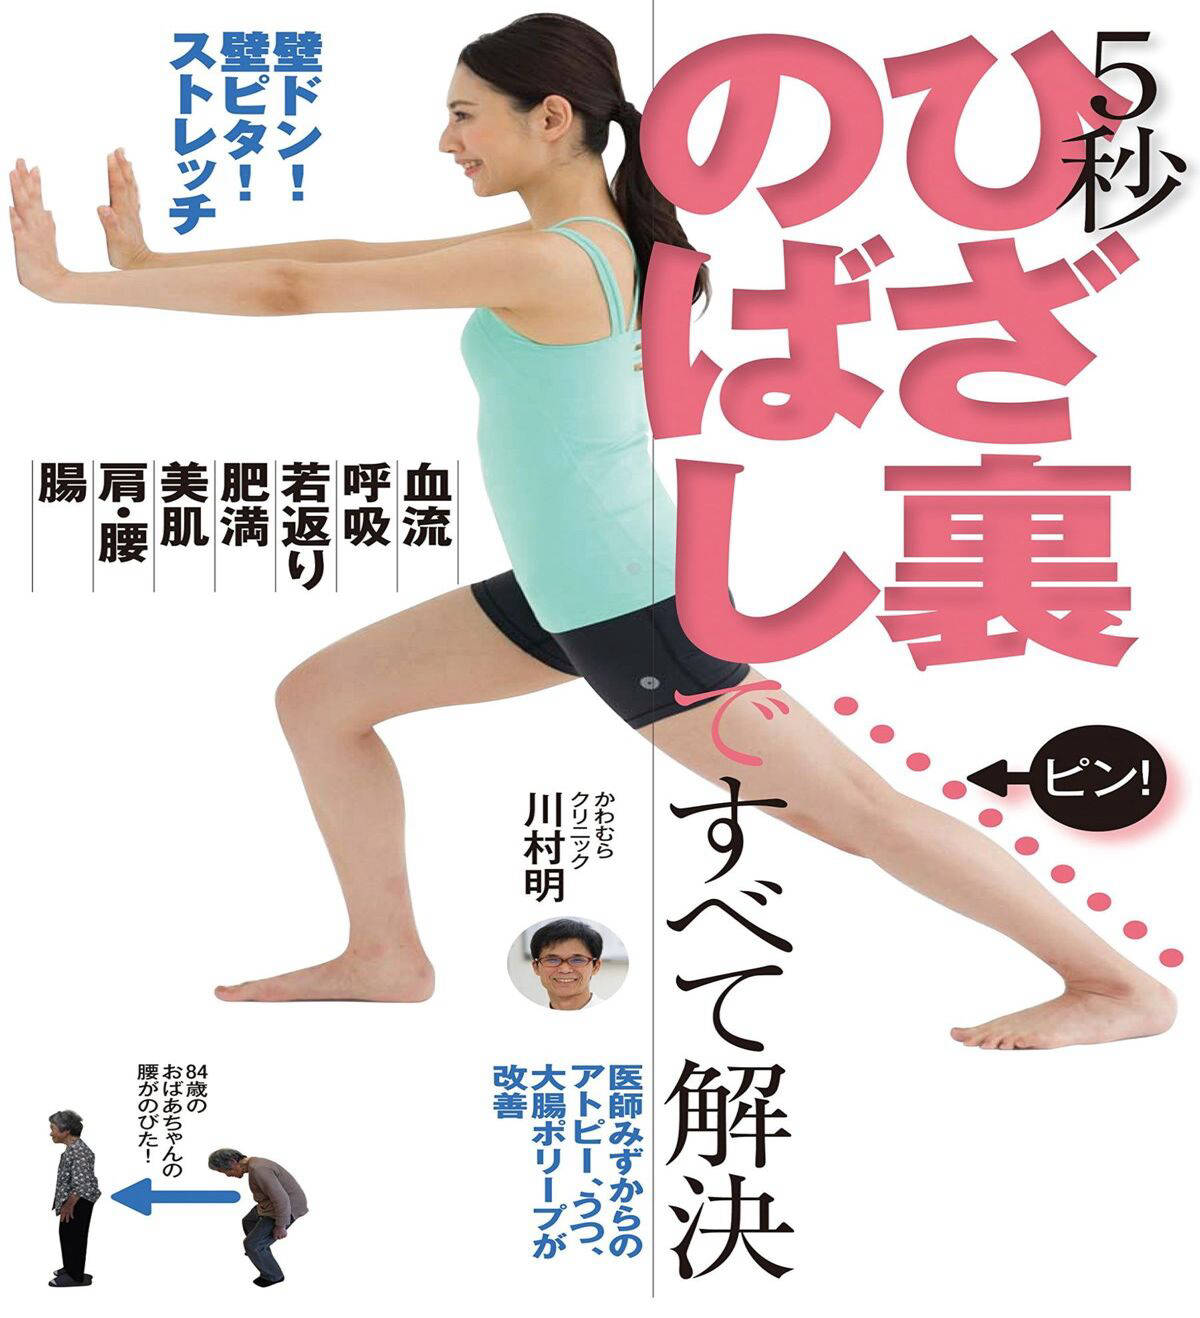 5秒
ひざ裏
のばし
ですべて解決
壁ドン！
壁ピタ！
ストレッチ
血流
呼吸
若返り
肥満
美肌
肩・腰
腸
ピン！
かわむら
クリニック
川村明
医師みずからの
アトピー、うつ、
大腸ポリープが
改善
84歳の
おばあちゃんの
腰がのびた！